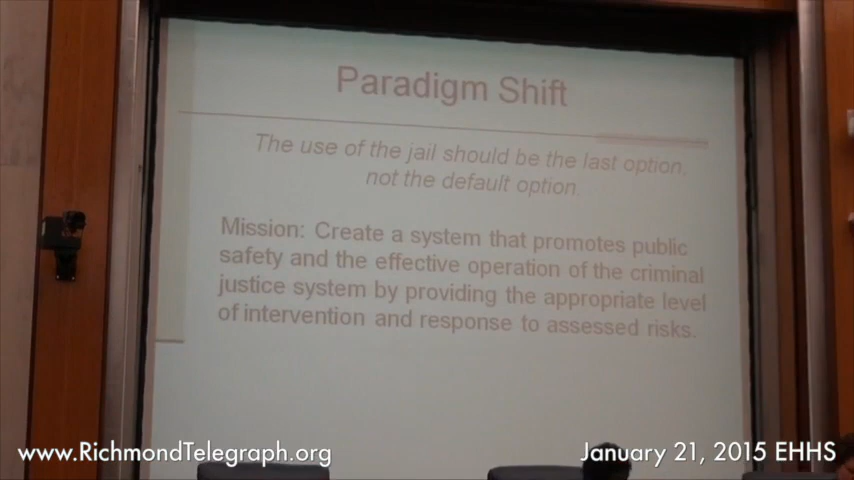 Paradigm Shift
The use of the jail should be the last option,
not the default option.
Mission: Create a system that promotes public
safety and the effective operation of the criminal
justice system by providing the appropriate level
of intervention and response to assessed risks.
www.RichmondTelegraph.org
January 21, 2015 EHHS